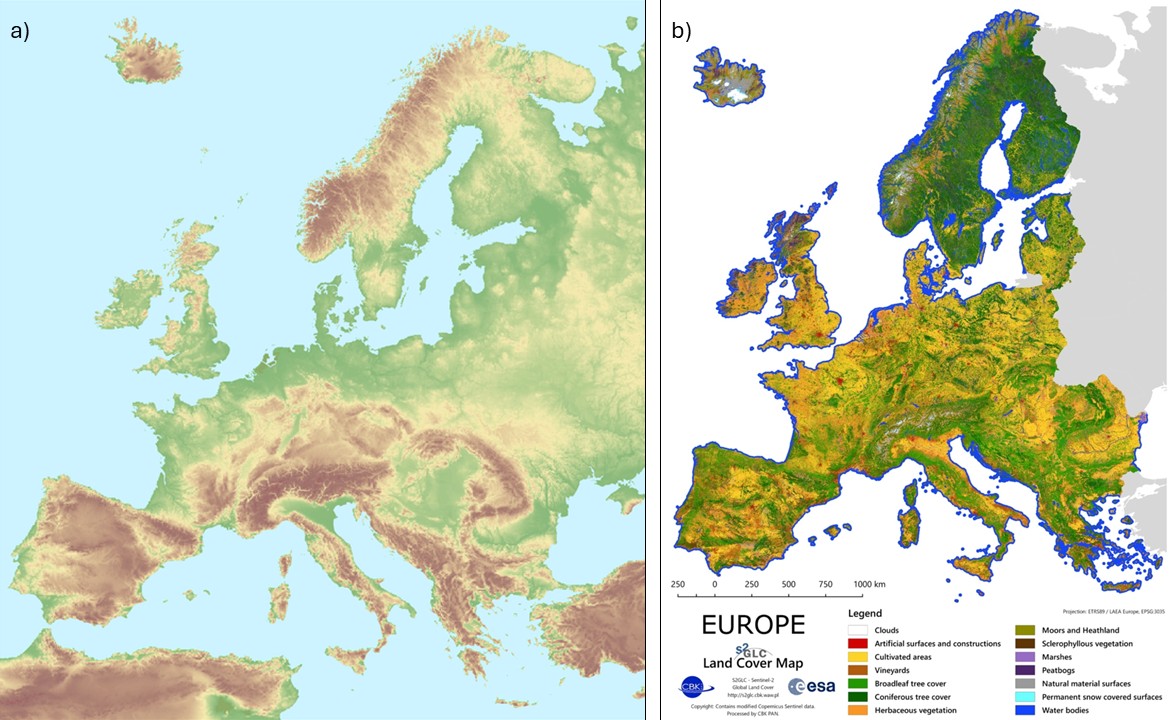 a)
b)
250 0 250 500 750 1000 km
Projection: ETRS89 / LAEA Europe, EPSG:3035
EUROPE
s2GLC
Land Cover Map
CBK
S2GLC - Sentinel-2
Global Land Cover
http://s2glc.cbk.waw.pl
esa
Copyright: Contains modified Copernicus Sentinel data.
Processed by CBK PAN.
Legend
Clouds
Artificial surfaces and constructions
Cultivated areas
Vineyards
Broadleaf tree cover
Coniferous tree cover
Herbaceous vegetation
Moors and Heathland
Sclerophyllous vegetation
Marshes
Peatbogs
Natural material surfaces
Permanent snow covered surfaces
Water bodies